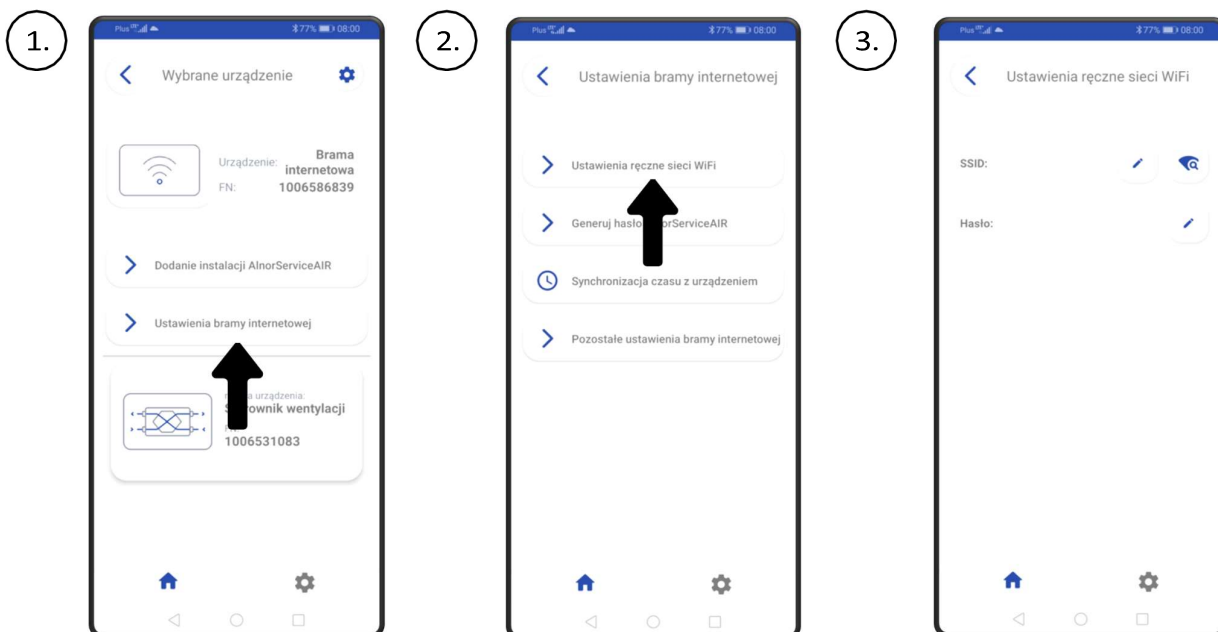 1.
Plus
77% 08:00
Wybrane urządzenie
Urządzenie: Brama
internetowa
FN: 1006586839
Dodanie instalacji AlnorServiceAIR
Ustawienia bramy internetowej
urządzenia:
wentylacji
1006531083
2.
Plus
77% 08:00
Ustawienia bramy internetowej
Ustawienia ręczne sieci WiFi
Generuj hasło
Synchronizacja czasu z urządzeniem
Pozostałe ustawienia bramy internetowej
3.
Plus
77% 08:00
Ustawienia ręczne sieci WiFi
SSID:
Hasło: